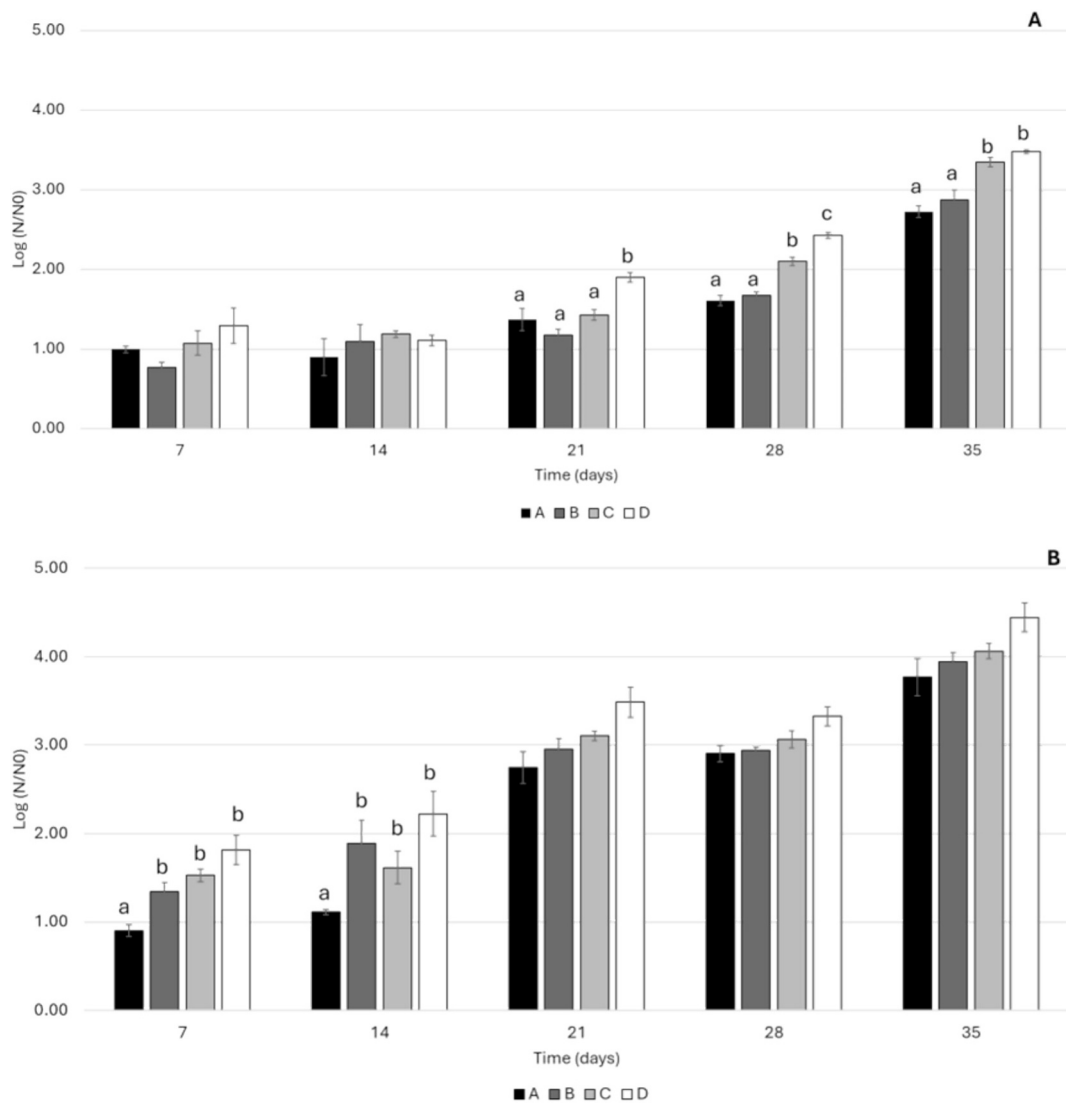 A
5.00
4.00
3.00
2.00
1.00
0.00
Log (N/N0)
a a a b
a a b c
a a b b
7 14 21 28 35
Time (days)
A B C D
B
5.00
4.00
3.00
2.00
1.00
0.00
Log (N/N0)
a b b b
a b b b
7 14 21 28 35
Time (days)
A B C D